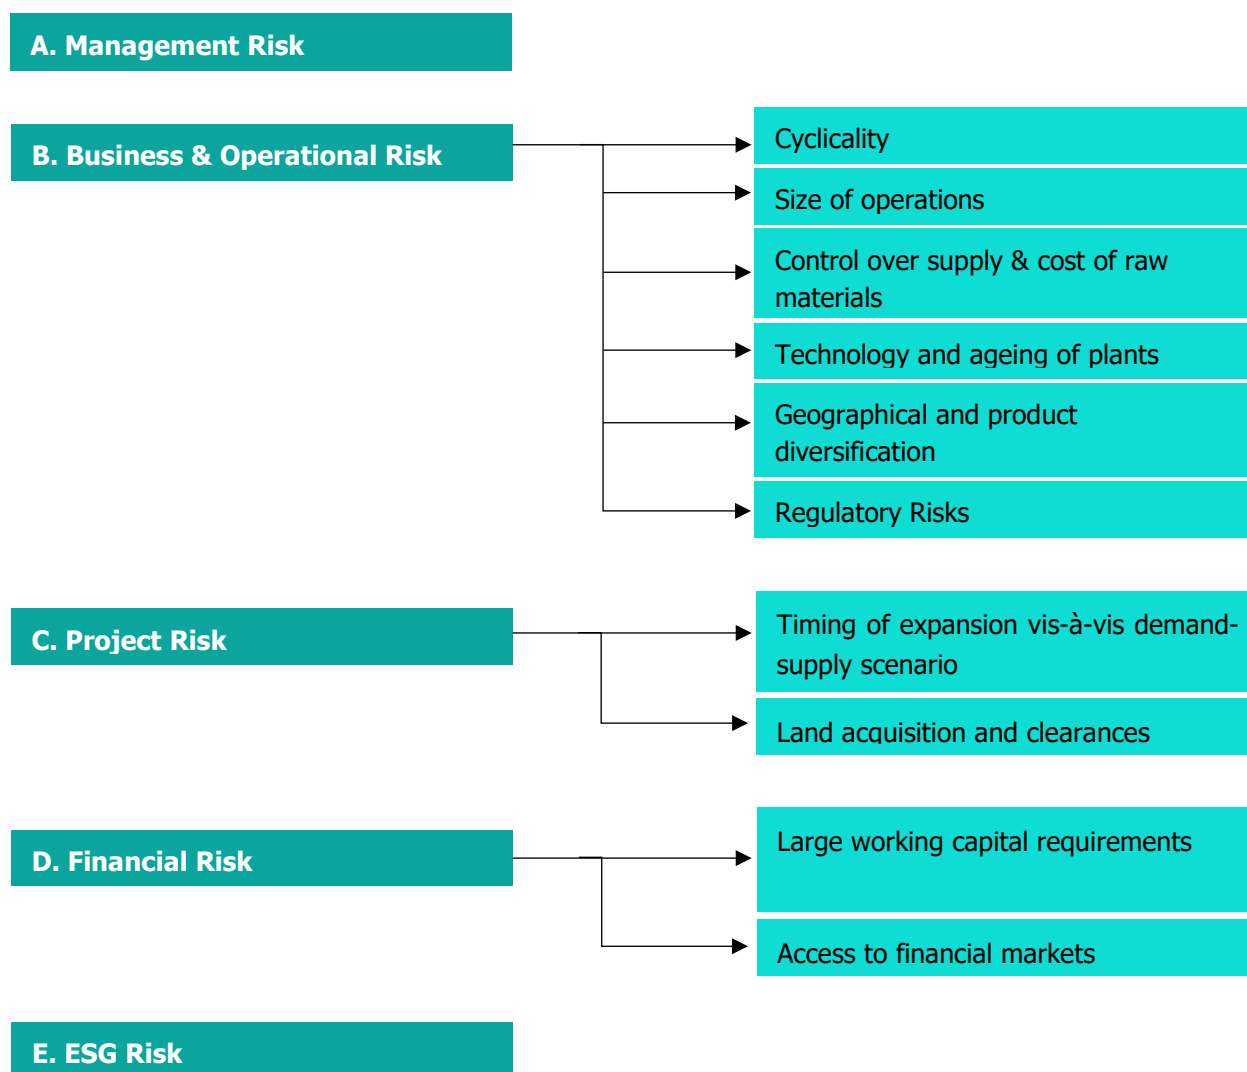 A. Management Risk
B. Business & Operational Risk
Cyclicality
Size of operations
Control over supply & cost of raw
materials
Technology and ageing of plants
Geographical and product
diversification
Regulatory Risks
C. Project Risk
Timing of expansion vis-à-vis demand-
supply scenario
Land acquisition and clearances
D. Financial Risk
Large working capital requirements
Access to financial markets
E. ESG Risk